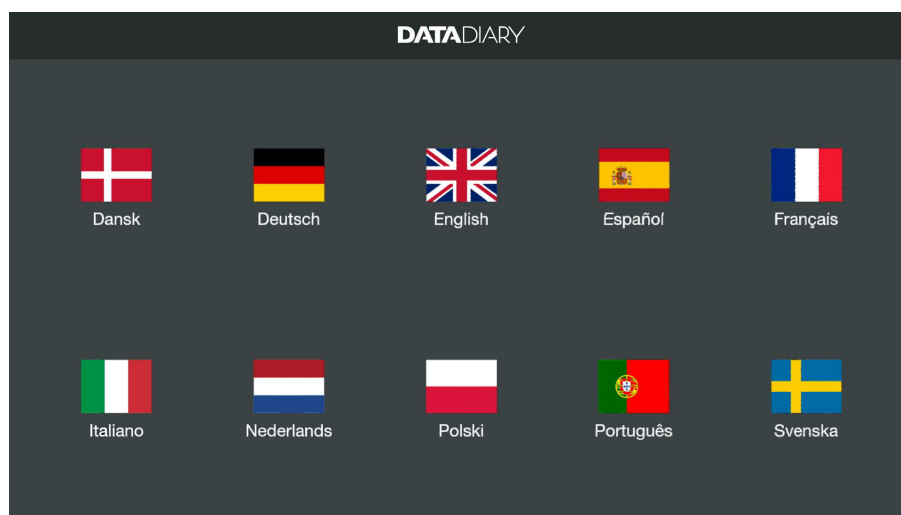 DATADIARY
Dansk Deutsch English Español Français
Italiano Nederlands Polski Português Svenska